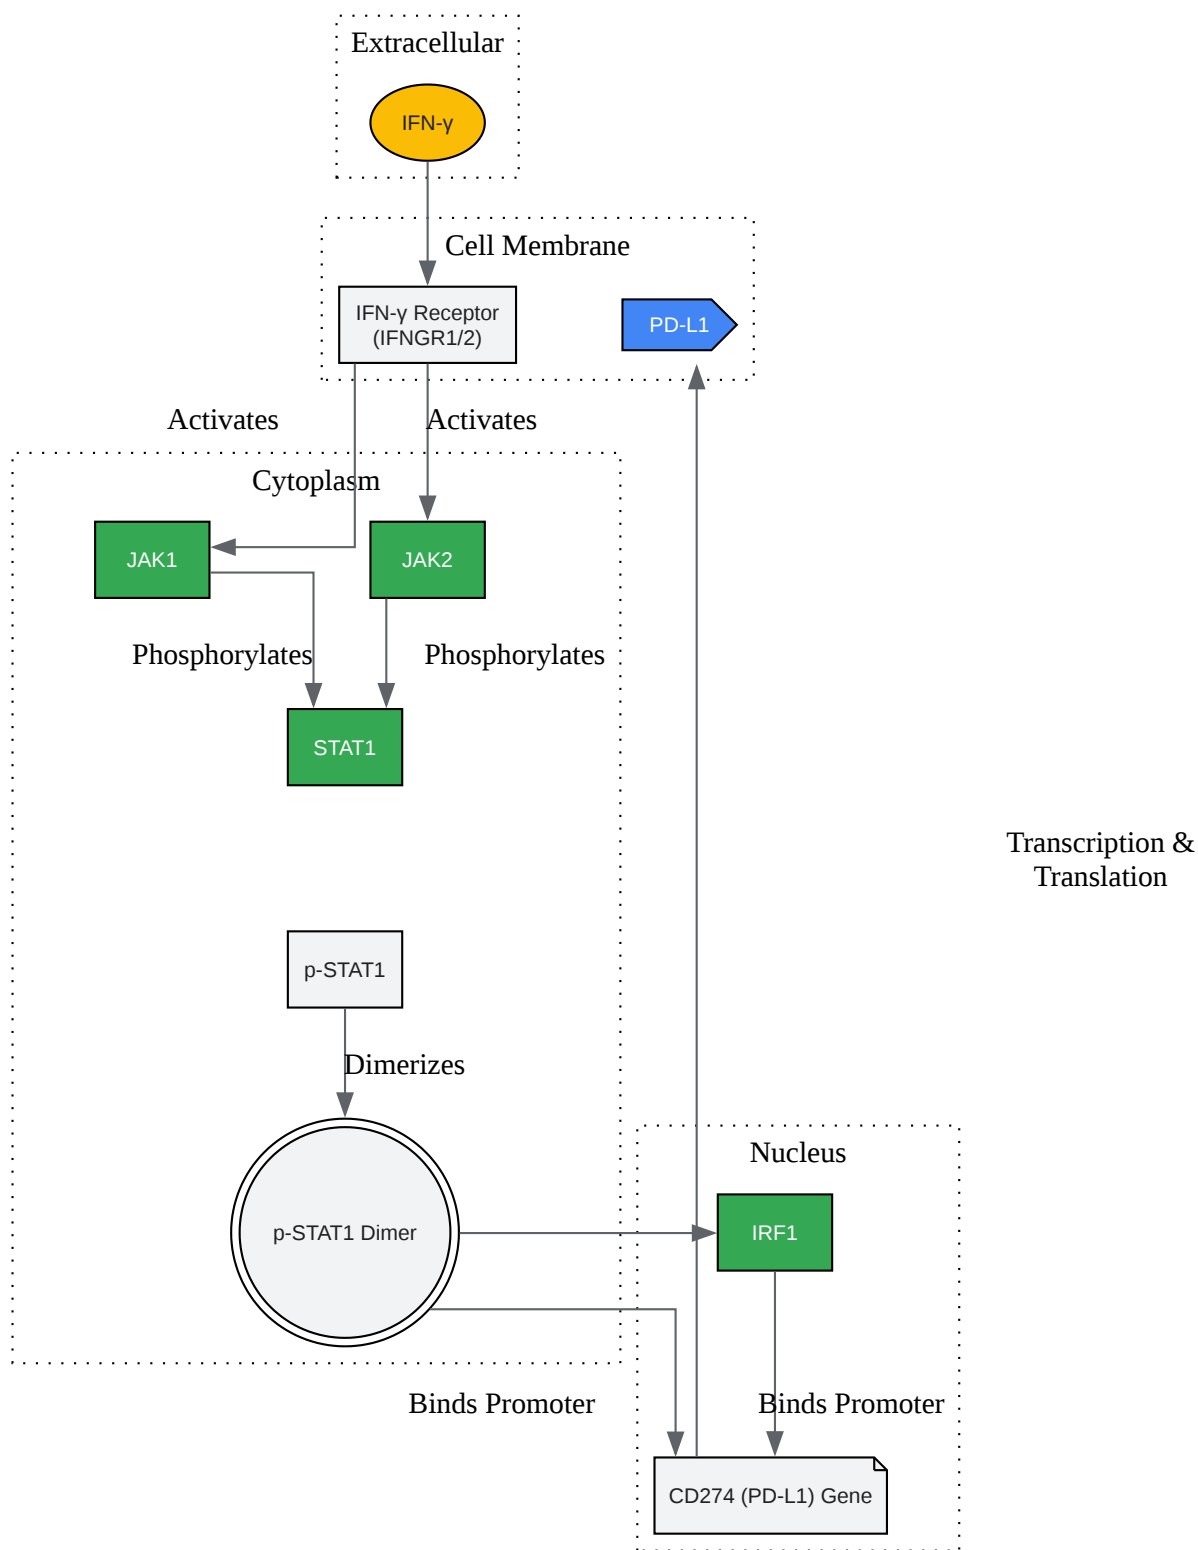 Extracellular
IFN-γ
Cell Membrane
IFN-γ Receptor
(IFNGR1/2)
PD-L1
Activates
Activates
Cytoplasm
JAK1
JAK2
Phosphorylates
Phosphorylates
STAT1
Transcription &
Translation
p-STAT1
Dimerizes
Nucleus
p-STAT1 Dimer
IRF1
Binds Promoter
Binds Promoter
CD274 (PD-L1) Gene